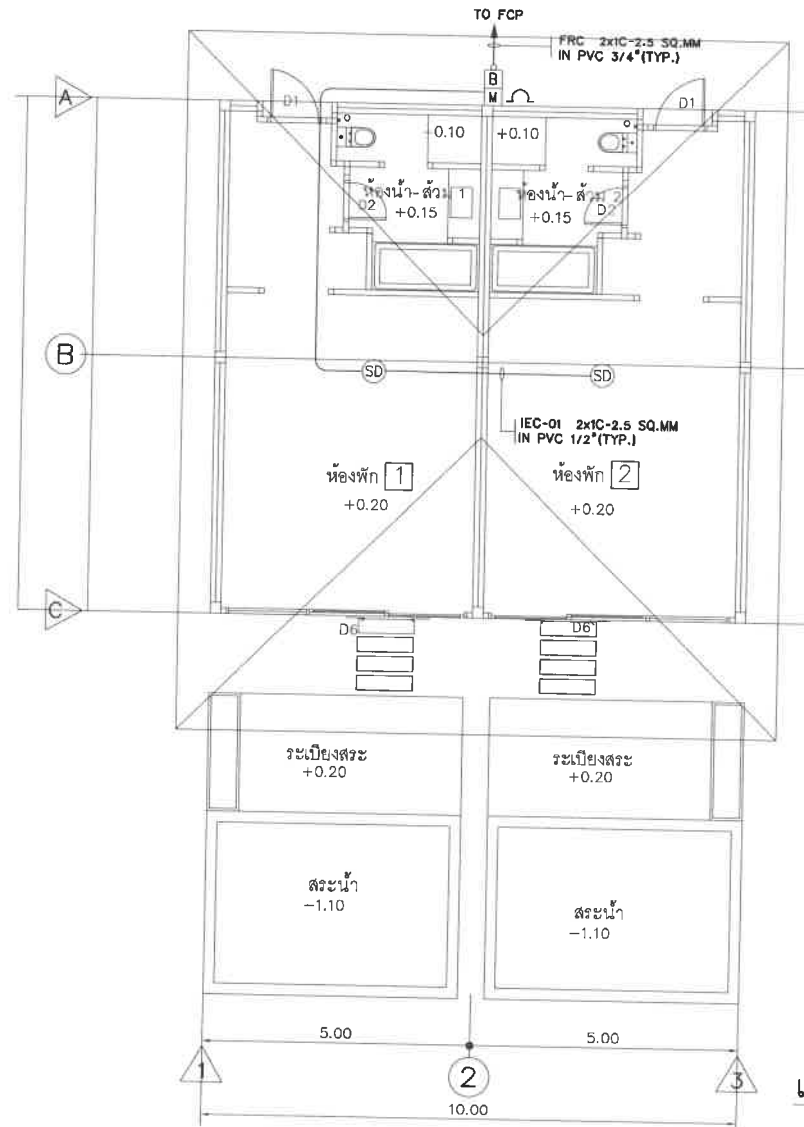 TO FCP
FRC 2x1C-2.5 SQ.MM
IN PVC 3/4"(TYP.)
B
M
A
D1
D1
-0.10
+0.10
ห้องน้ำ-ส้วม 1
ห้องน้ำ-ส้วม 2
D2
D2
+0.15
+0.15
B
SD
SD
IEC-01 2x1C-2.5 SQ.MM
IN PVC 1/2"(TYP.)
ห้องพัก 1
ห้องพัก 2
+0.20
+0.20
C
D6
D6
ระเบียงสระ
ระเบียงสระ
+0.20
+0.20
สระน้ำ
สระน้ำ
-1.10
-1.10
5.00
5.00
1
2
3
10.00